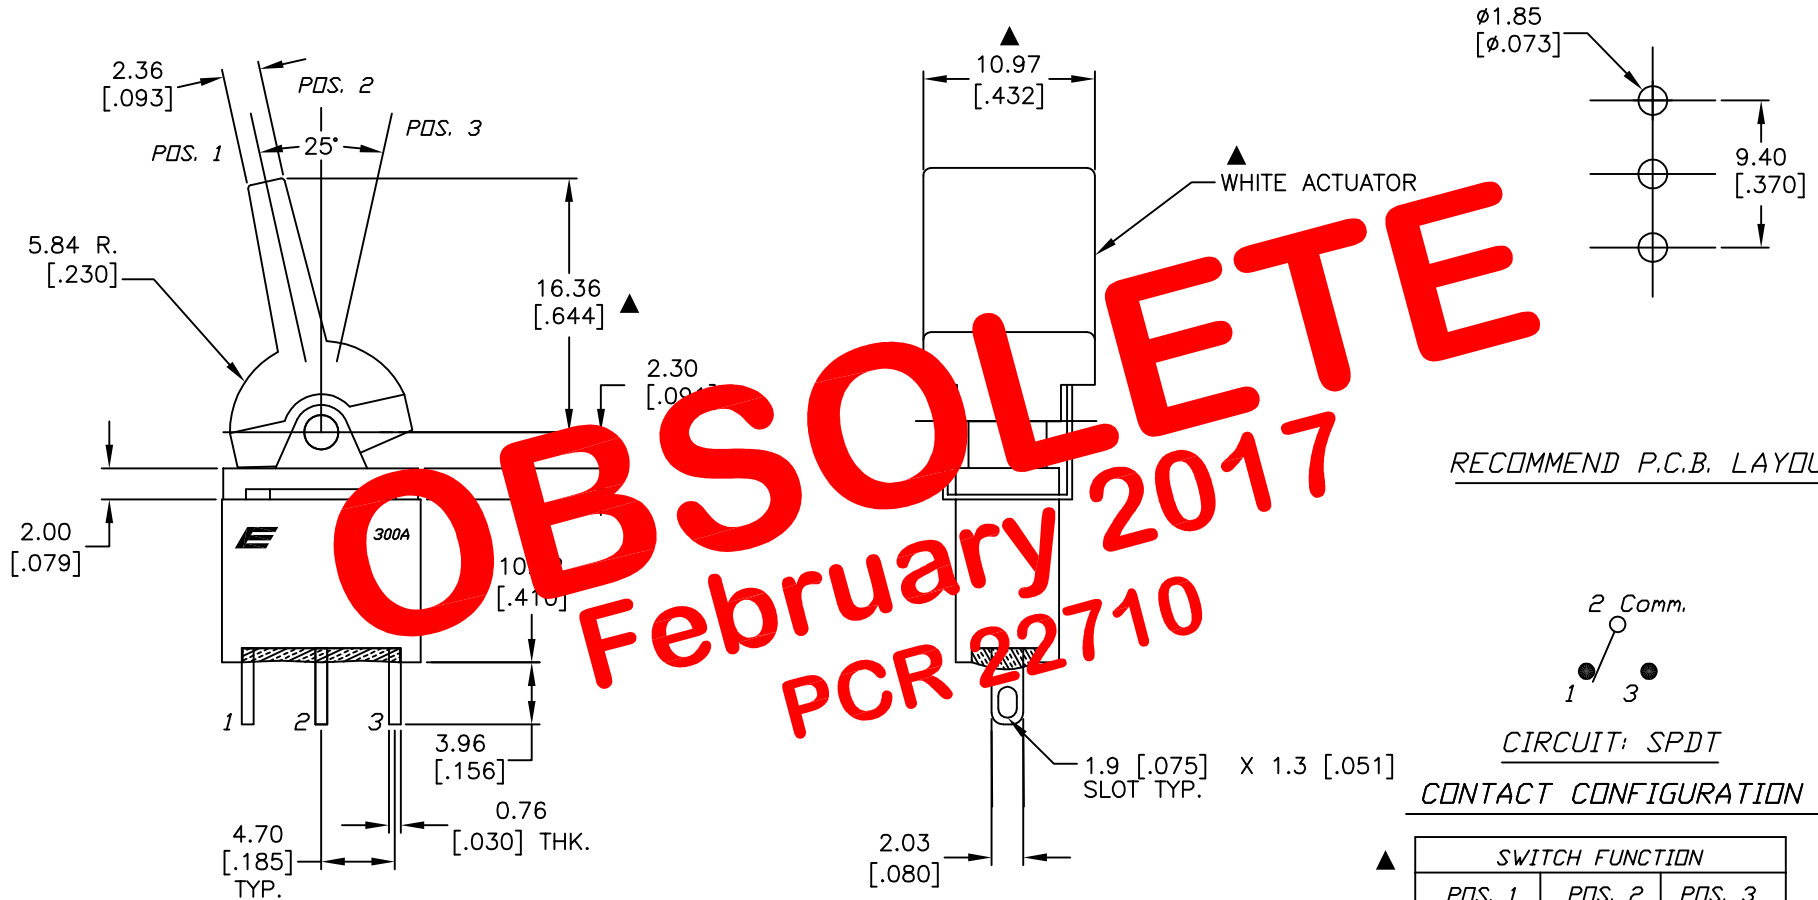 2.36
[.093]
POS. 2
POS. 3
25°
POS. 1
5.84 R.
[.230]
16.36
[.644]
2.30
2.00
[.079]
300A
[.410]
1
2
3
3.96
[.156]
0.76
[.030] THK.
4.70
[.185]
TYP.
10.97
[.432]
WHITE ACTUATOR
OBSOLETE
February 2017
PCR 22710
1.9 [.075] X 1.3 [.051]
SLOT TYP.
2.03
[.080]
ø1.85
[ø.073]
9.40
[.370]
RECOMMEND P.C.B. LAYOU
2 Comm.
1
3
CIRCUIT: SPDT
CONTACT CONFIGURATION
SWITCH FUNCTION
POS. 1 POS. 2 POS. 3